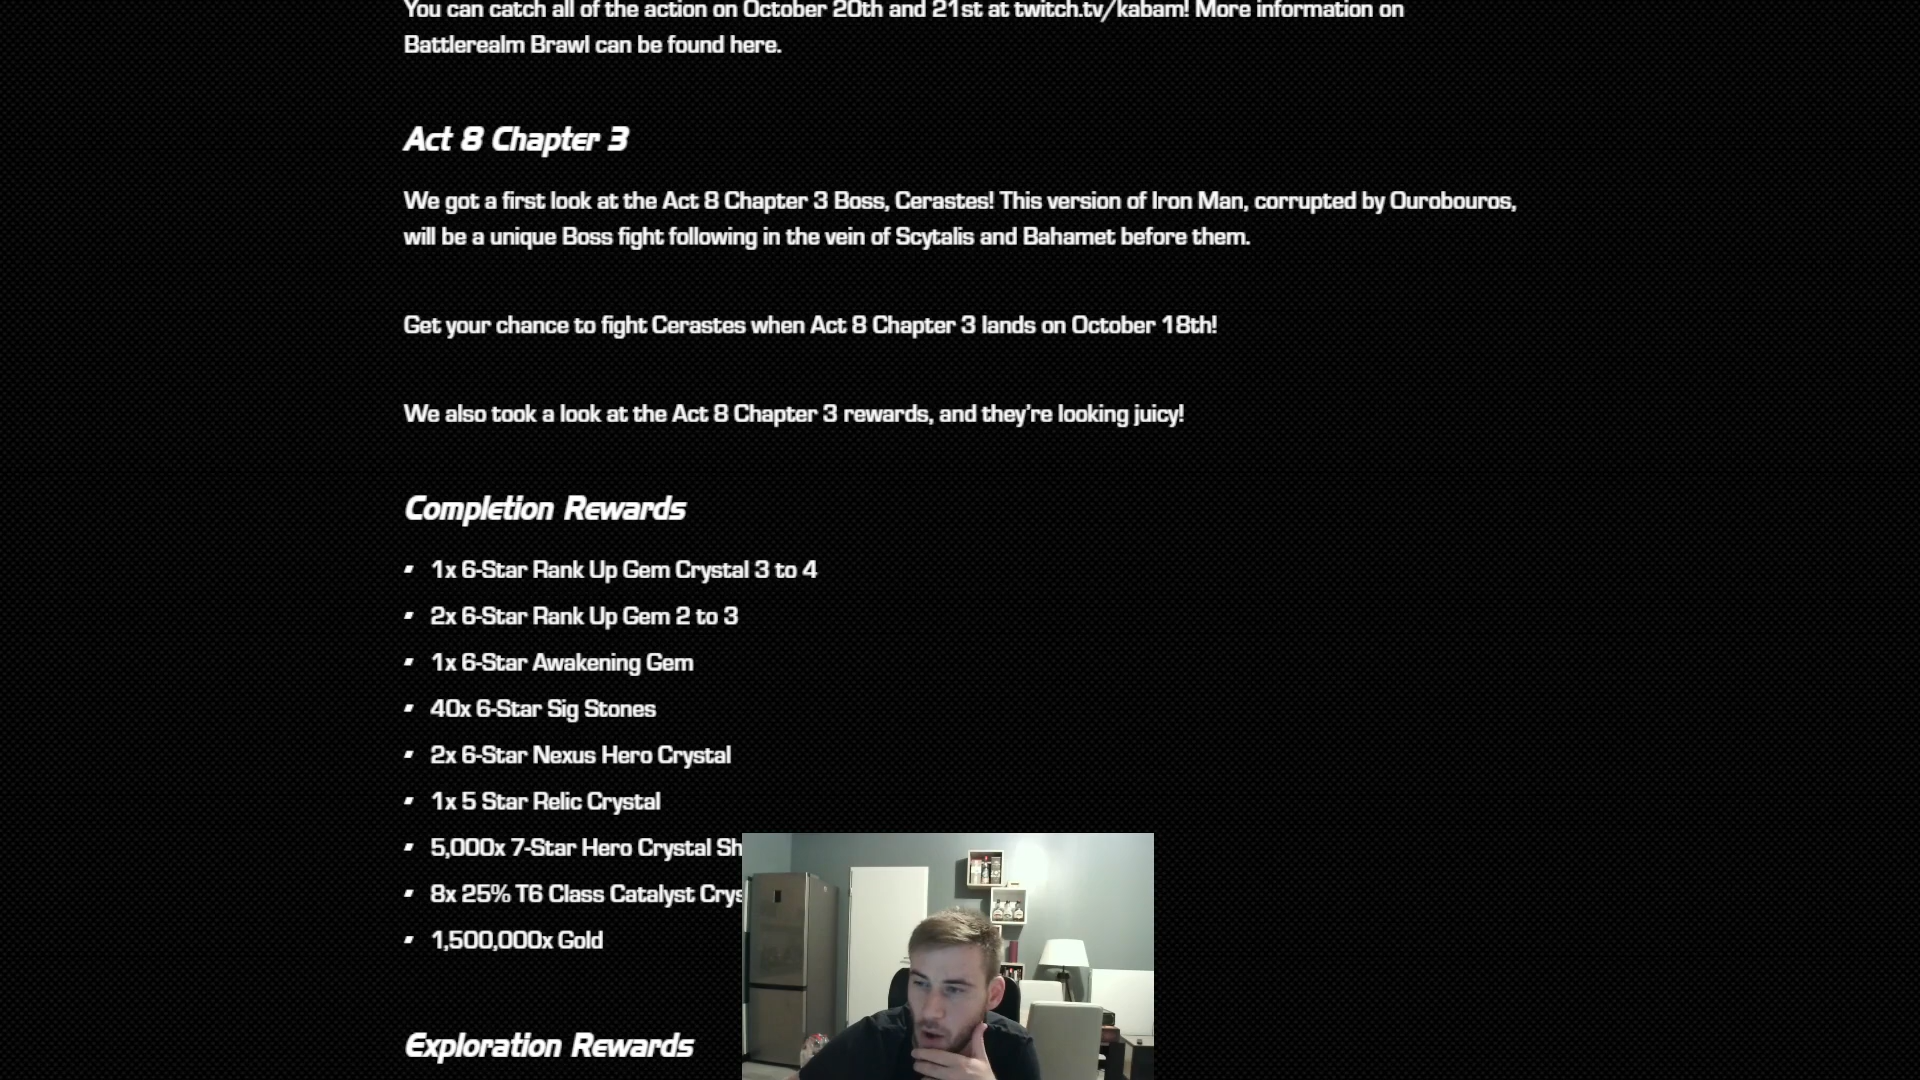 You can catch all of the action on October 20th and 21st at twitch.tv/kabam! More information on
Battlerealm Brawl can be found here.
Act 8 Chapter 3
We got a first look at the Act 8 Chapter 3 Boss, Cerastes! This version of Iron Man, corrupted by Ourobouros,
will be a unique Boss fight following in the vein of Scytalis and Bahamet before them.
Get your chance to fight Cerastes when Act 8 Chapter 3 lands on October 18th!
We also took a look at the Act 8 Chapter 3 rewards, and they're looking juicy!
Completion Rewards
1x 6-Star Rank Up Gem Crystal 3 to 4
2x 6-Star Rank Up Gem 2 to 3
1x 6-Star Awakening Gem
40x 6-Star Sig Stones
2x 6-Star Nexus Hero Crystal
1x 5 Star Relic Crystal
5,000x 7-Star Hero Crystal Sh
8x 25% T6 Class Catalyst Crys
1,500,000x Gold
Exploration Rewards